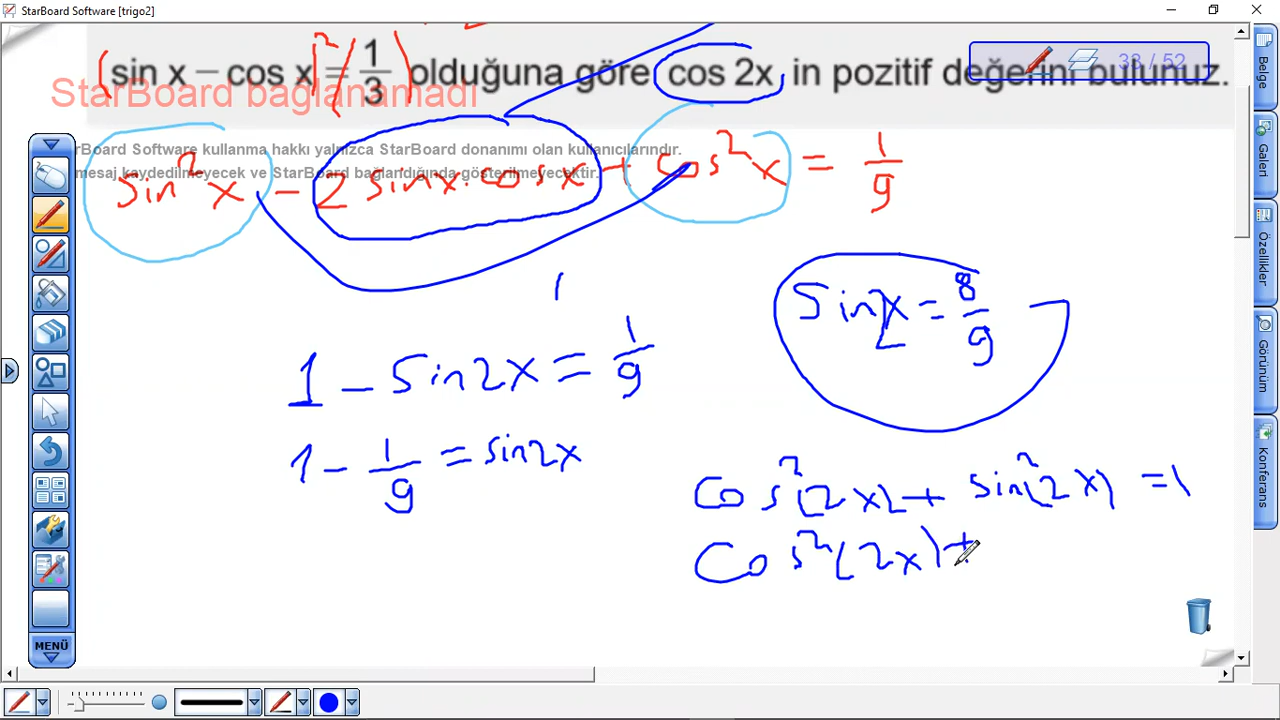 StarBoard Software [trigo2]
(sin x – cos x)² = (1/3) olduğuna göre cos 2x in pozitif değerini bulunuz.
33 / 52
StarBoard bağlanamadı
StarBoard Software kullanma hakkı yalnızca StarBoard donanımı olan kullanıcılarındır.
mesaj kaydedilmeyecek ve StarBoard bağlandığında gösterilmeyecektir.
sin²x - 2 sinx.cosx + cos²x = 1/9
1 - sin2x = 1/9
sin2x = 8/9
1 - 1/9 = sin2x
cos²(2x) + sin²(2x) = 1
cos²(2x) +
MENÜ
Belge
Galeri
Özellikler
Görünüm
Konferans